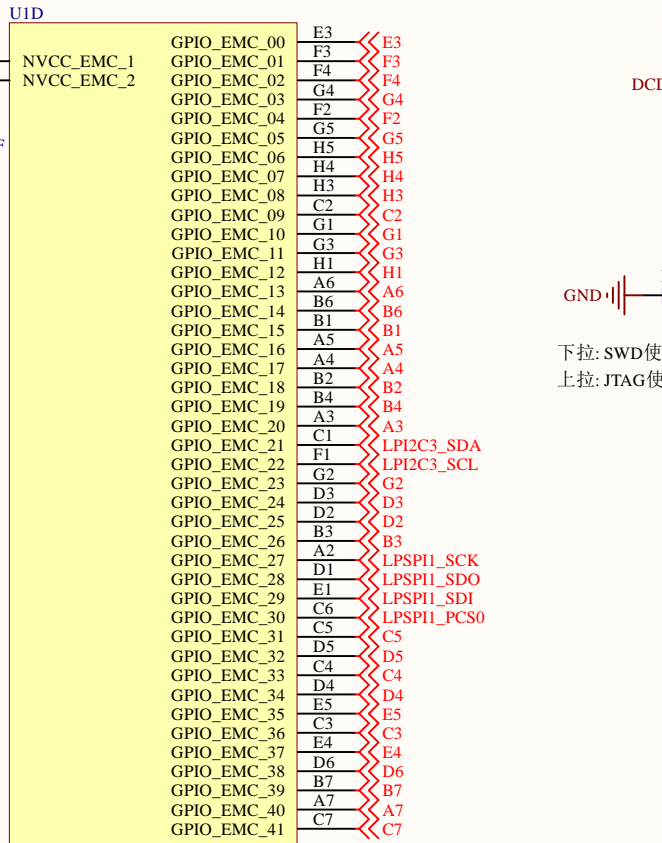 U1D
GPIO_EMC_00 E3 E3
NVCC_EMC_1 GPIO_EMC_01 F3 F3
NVCC_EMC_2 GPIO_EMC_02 F4 F4
GPIO_EMC_03 G4 G4
GPIO_EMC_04 F2 F2
GPIO_EMC_05 G5 G5
GPIO_EMC_06 H5 H5
GPIO_EMC_07 H4 H4
GPIO_EMC_08 H3 H3
GPIO_EMC_09 C2 C2
GPIO_EMC_10 G1 G1
GPIO_EMC_11 G3 G3
GPIO_EMC_12 H1 H1
GPIO_EMC_13 A6 A6
GPIO_EMC_14 B6 B6
GPIO_EMC_15 B1 B1
GPIO_EMC_16 A5 A5
GPIO_EMC_17 A4 A4
GPIO_EMC_18 B2 B2
GPIO_EMC_19 B4 B4
GPIO_EMC_20 A3 A3
GPIO_EMC_21 C1 LPI2C3_SDA
GPIO_EMC_22 F1 LPI2C3_SCL
GPIO_EMC_23 G2 G2
GPIO_EMC_24 D3 D3
GPIO_EMC_25 D2 D2
GPIO_EMC_26 B3 B3
GPIO_EMC_27 A2 LPSPI1_SCK
GPIO_EMC_28 D1 LPSPI1_SDO
GPIO_EMC_29 E1 LPSPI1_SDI
GPIO_EMC_30 C6 LPSPI1_PCS0
GPIO_EMC_31 C5 C5
GPIO_EMC_32 D5 D5
GPIO_EMC_33 C4 C4
GPIO_EMC_34 D4 D4
GPIO_EMC_35 E5 E5
GPIO_EMC_36 C3 C3
GPIO_EMC_37 E4 E4
GPIO_EMC_38 D6 D6
GPIO_EMC_39 B7 B7
GPIO_EMC_40 A7 A7
GPIO_EMC_41 C7 C7
GND
下拉: SWD使
上拉: JTAG使